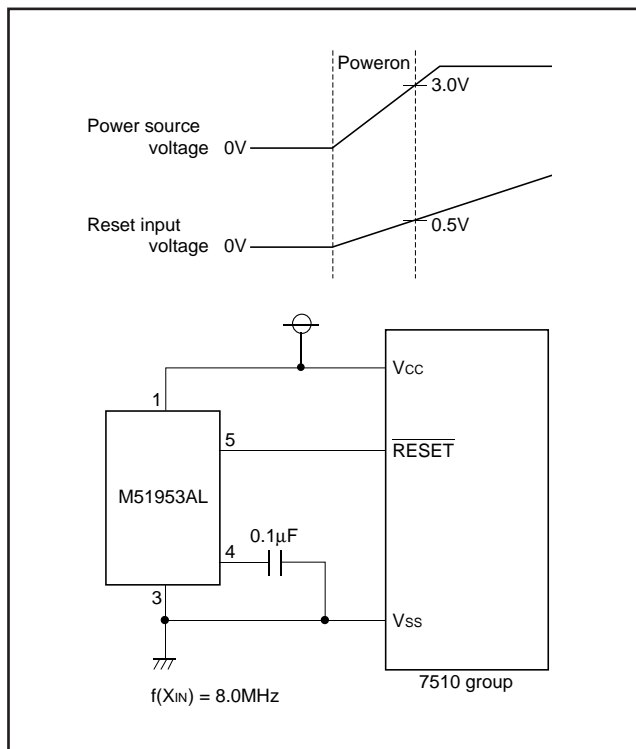 Poweron
3.0V
Power source
voltage 0V
Reset input
voltage 0V
0.5V
1
VCC
5
RESET
M51953AL
4
0.1μF
3
VSS
7510 group
f(XIN) = 8.0MHz